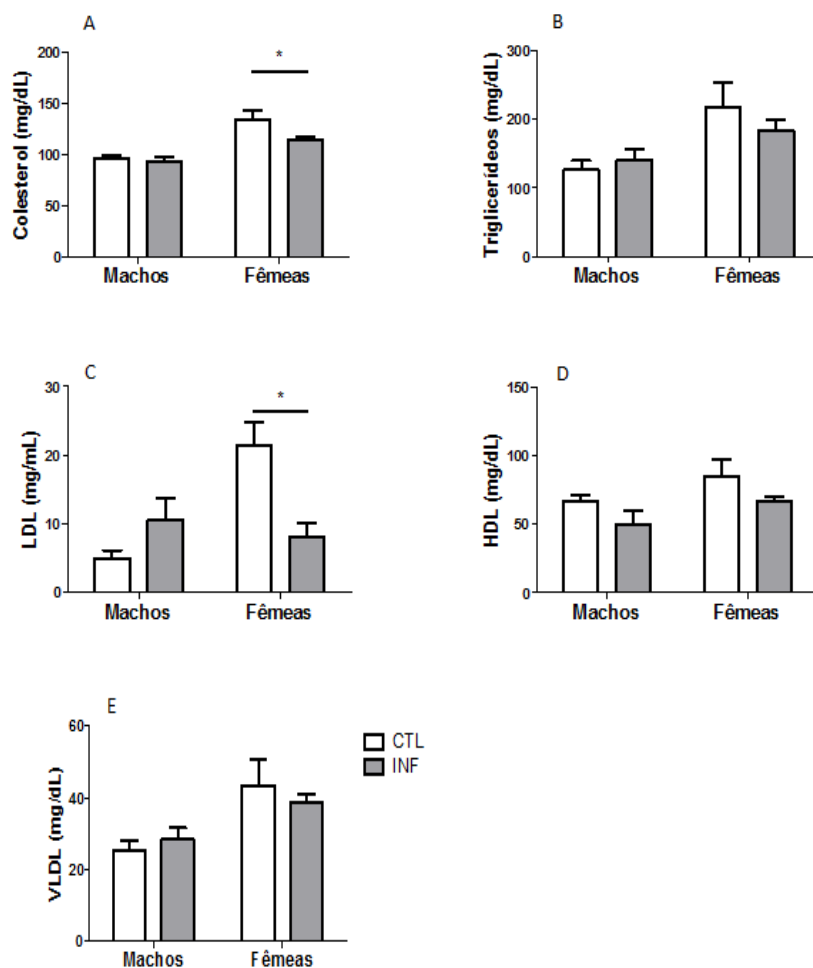 A
Colesterol (mg/dL)
200
150
100
50
0
*
Machos
Fêmeas
B
Triglicerídeos (mg/dL)
300
200
100
0
Machos
Fêmeas
C
LDL (mg/mL)
30
20
10
0
*
Machos
Fêmeas
D
HDL (mg/dL)
150
100
50
0
Machos
Fêmeas
E
VLDL (mg/dL)
60
40
20
0
Machos
Fêmeas
CTL
INF